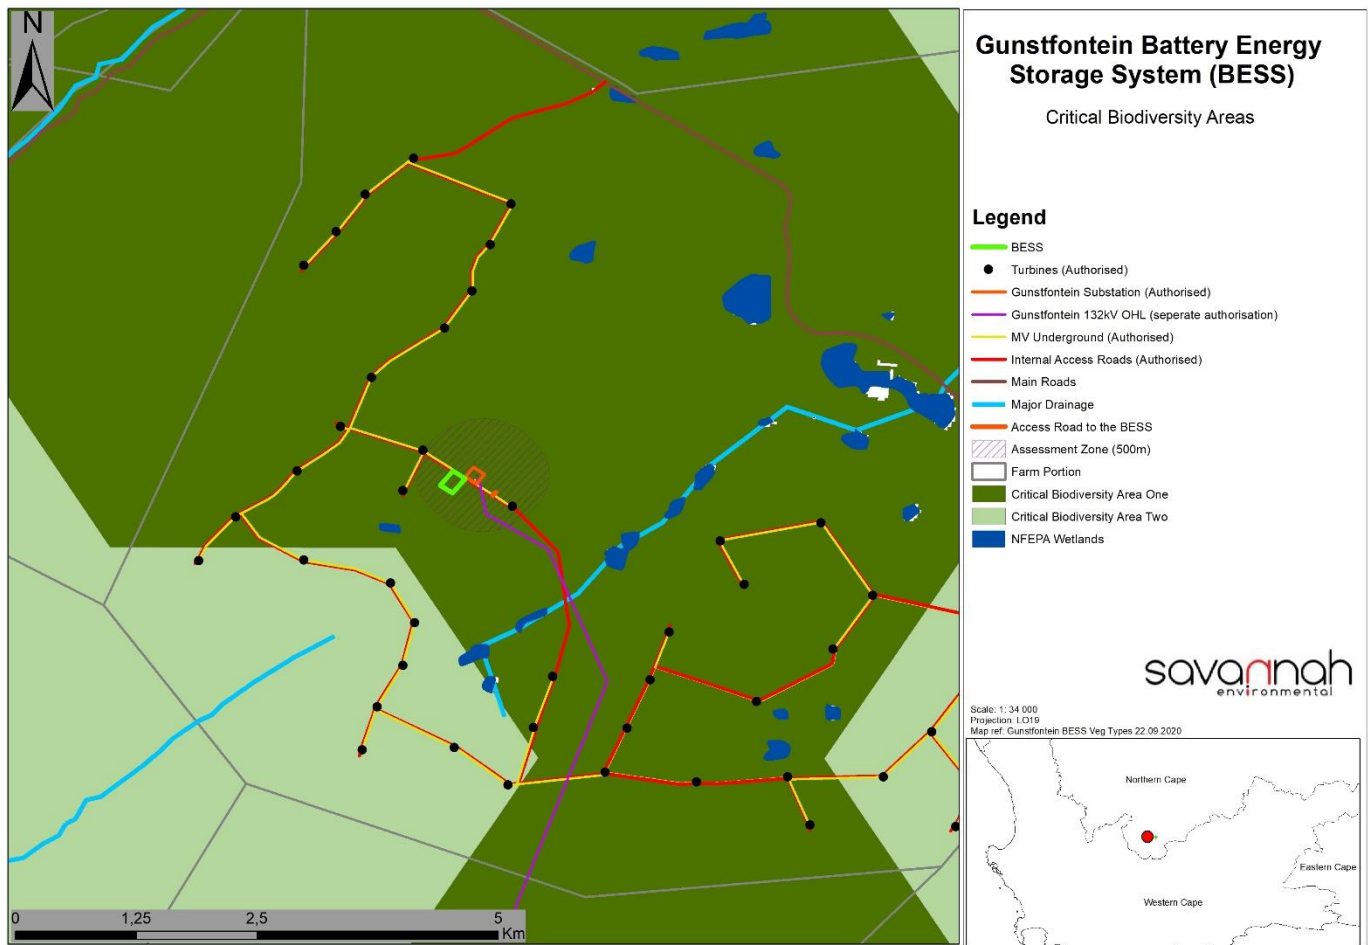 N
Gunstfontein Battery Energy
Storage System (BESS)
Critical Biodiversity Areas
Legend
BESS
Turbines (Authorised)
Gunstfontein Substation (Authorised)
Gunstfontein 132kV OHL (seperate authorisation)
MV Underground (Authorised)
Internal Access Roads (Authorised)
Main Roads
Major Drainage
Access Road to the BESS
Assessment Zone (500m)
Farm Portion
Critical Biodiversity Area One
Critical Biodiversity Area Two
NFEPA Wetlands
savannah
environmental
Scale: 1: 34 000
Projection: LO19
Map ref: Gunstfontein BESS Veg Types 22.09.2020
Northern Cape
Eastern Cape
Western Cape
0 1,25 2,5 5
Km